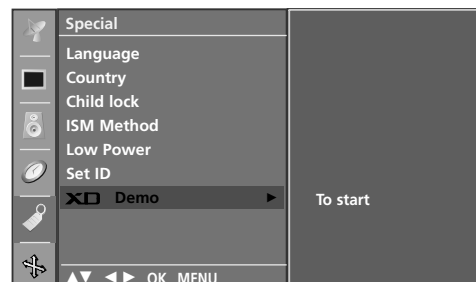 Special
Language
Country
Child lock
ISM Method
Low Power
Set ID
XD Demo ► To start
▲▼ ◄► OK MENU